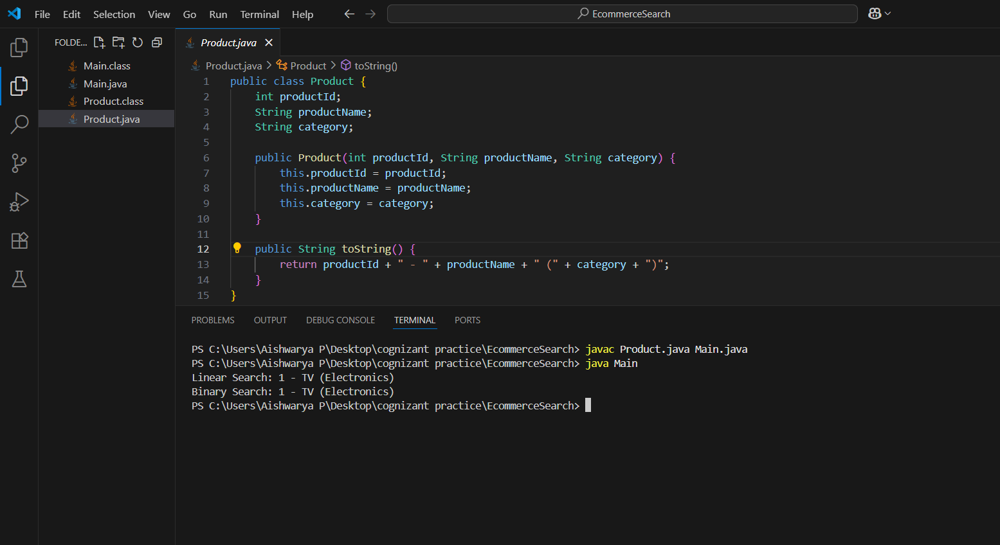 File Edit Selection View Go Run Terminal Help EcommerceSearch
FOLDE...
Main.class
Main.java
Product.class
Product.java
Product.java
Product.java > Product > toString()
1 public class Product {
2     int productId;
3     String productName;
4     String category;
5
6     public Product(int productId, String productName, String category) {
7         this.productId = productId;
8         this.productName = productName;
9         this.category = category;
10     }
11
12     public String toString() {
13         return productId + " - " + productName + " (" + category + ")";
14     }
15 }
PROBLEMS OUTPUT DEBUG CONSOLE TERMINAL PORTS
PS C:\Users\Aishwarya P\Desktop\cognizant practice\EcommerceSearch> javac Product.java Main.java
PS C:\Users\Aishwarya P\Desktop\cognizant practice\EcommerceSearch> java Main
Linear Search: 1 - TV (Electronics)
Binary Search: 1 - TV (Electronics)
PS C:\Users\Aishwarya P\Desktop\cognizant practice\EcommerceSearch>